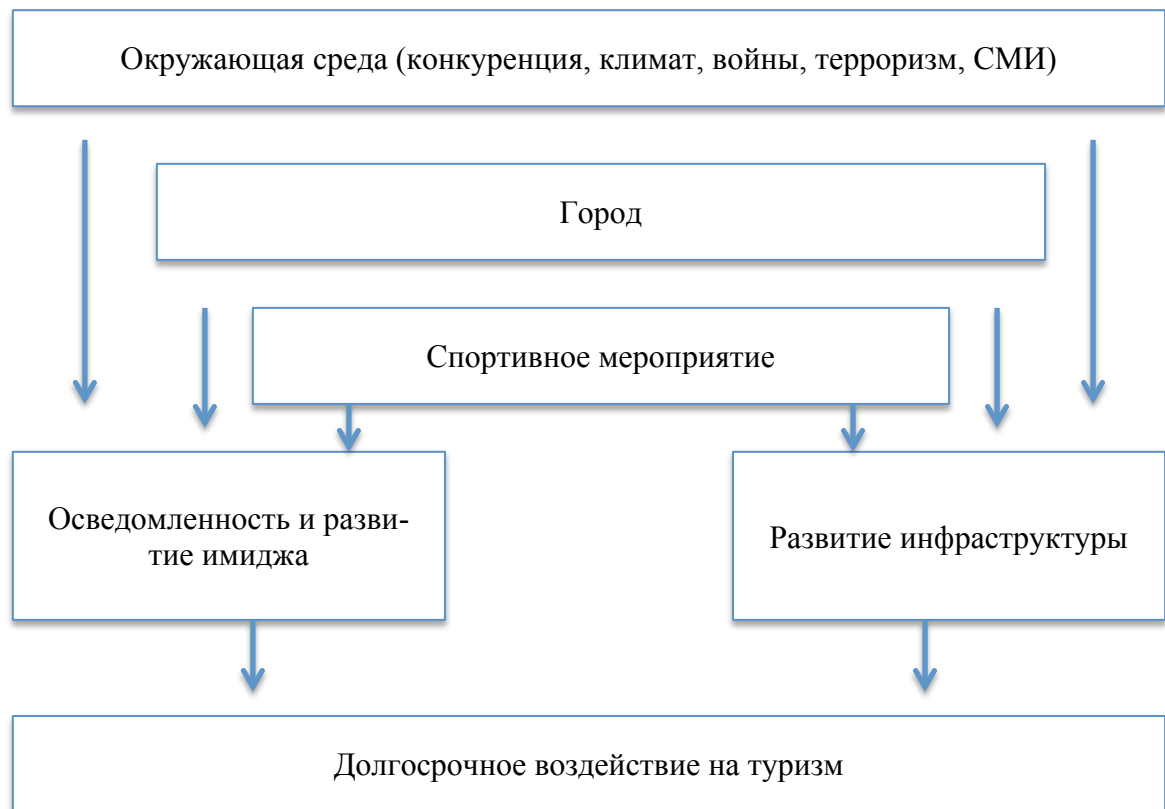 Окружающая среда (конкуренция, климат, войны, терроризм, СМИ)
Город
Спортивное мероприятие
Осведомленность и разви-
тие имиджа
Развитие инфраструктуры
Долгосрочное воздействие на туризм